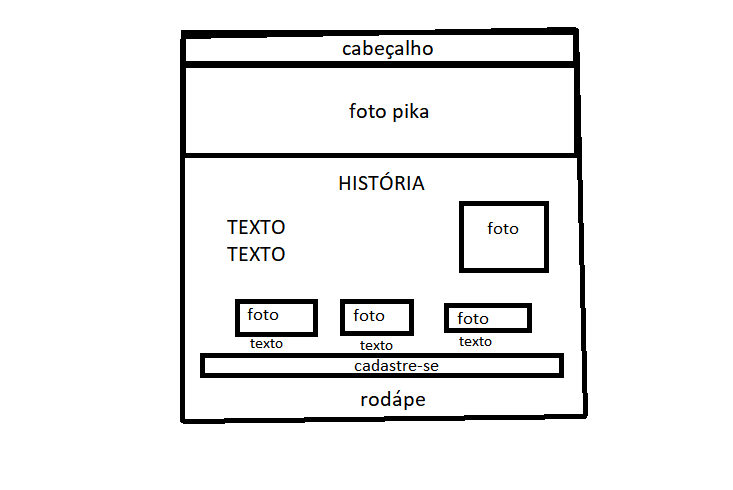 cabeçalho
foto pika
HISTÓRIA
TEXTO
TEXTO
foto
foto
foto
foto
texto
texto
texto
cadastre-se
rodápe